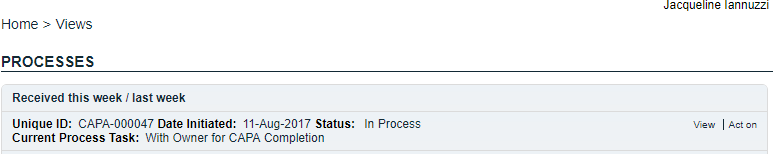 Jacqueline Iannuzzi
Home > Views
PROCESSES
Received this week / last week
Unique ID: CAPA-000047 Date Initiated: 11-Aug-2017 Status: In Process
View | Act on
Current Process Task: With Owner for CAPA Completion